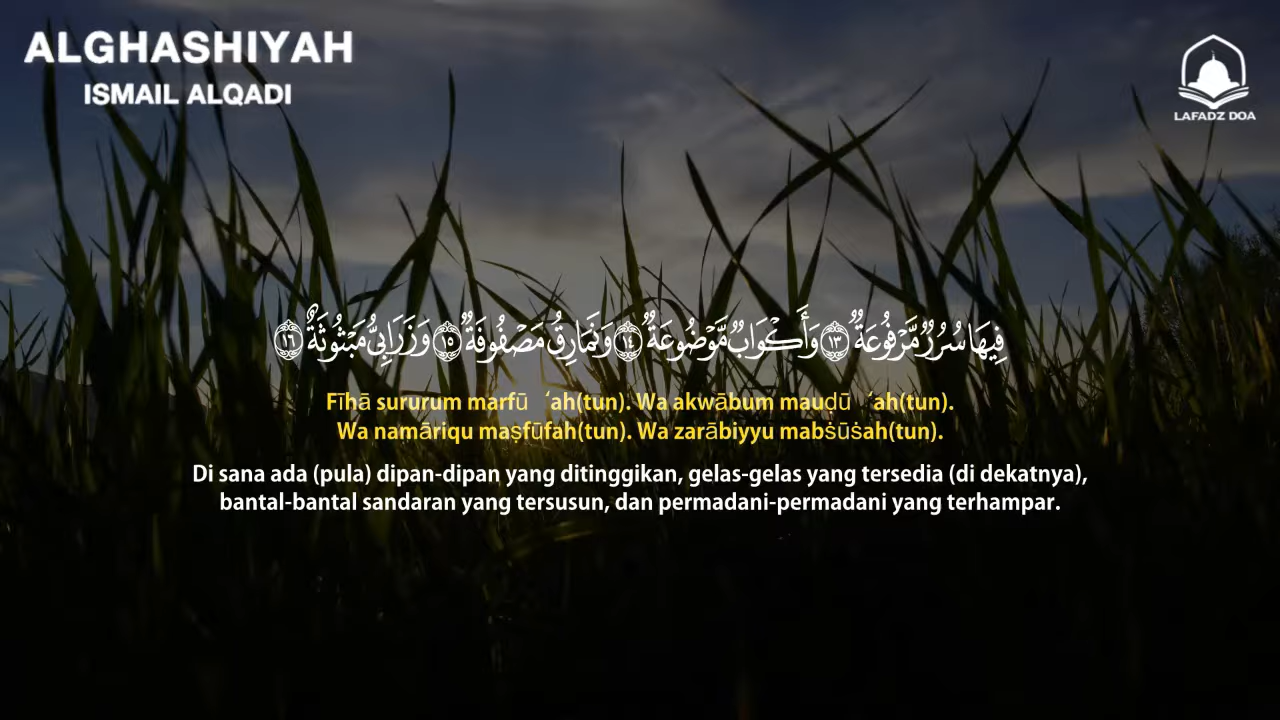 ALGHASHIYAH
ISMAIL ALQADI
LAFADZ DOA
فِيهَا سُرُرٌ مَّرْفُوعَةٌ ١٣ وَأَكْوَابٌ مَّوْضُوعَةٌ ١٤ وَنَمَارِقُ مَصْفُوفَةٌ ١٥ وَزَرَابِيُّ مَبْثُوثَةٌ ١٦
Fīhā sururum marfū ‘ah(tun). Wa akwābum mauḍū ‘ah(tun).
Wa namāriqu maṣfūfah(tun). Wa zarābiyyu mabṡūṡah(tun).
Di sana ada (pula) dipan-dipan yang ditinggikan, gelas-gelas yang tersedia (di dekatnya),
bantal-bantal sandaran yang tersusun, dan permadani-permadani yang terhampar.